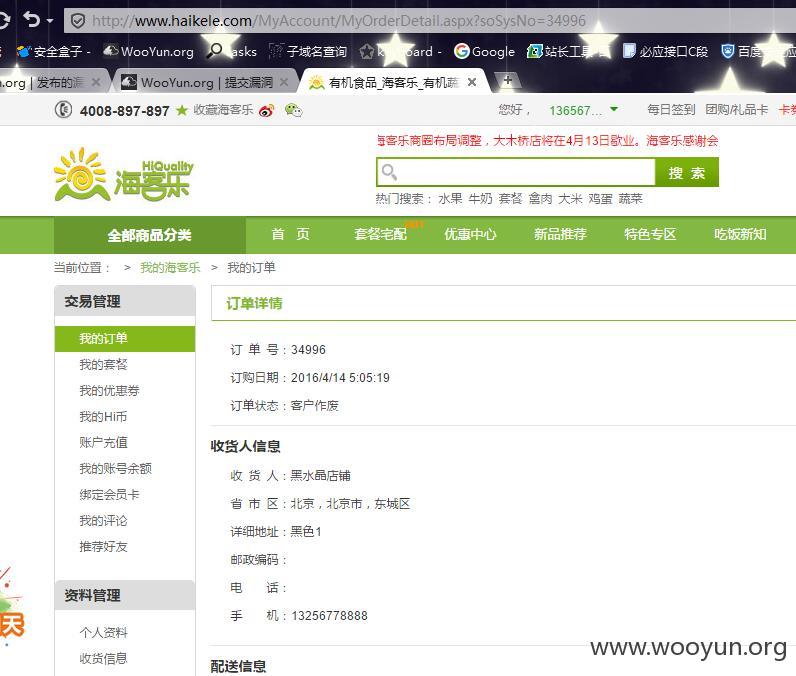 http://www.haikele.com/MyAccount/MyOrderDetail.aspx?soSysNo=34996
安全盒子 - WooYun.org asks 子域名查询 board - Google 站长工具 必应接口C段 百度
n.org | 发布的漏 WooYun.org | 提交漏洞 有机食品_海客乐_有机蔬
4008-897-897 收藏海客乐 您好, 136567... 每日签到 团购/礼品卡 卡券
海客乐商圈布局调整，大木桥店将在4月13日歇业。海客乐感谢会
HiQuality
海客乐
搜 索
热门搜索： 水果 牛奶 套餐 禽肉 大米 鸡蛋 蔬菜
全部商品分类 首 页 套餐宅配 HOT 优惠中心 新品推荐 特色专区 吃饭新知
当前位置： > 我的海客乐 > 我的订单
交易管理
我的订单
我的套餐
我的优惠券
我的Hi币
账户充值
我的账号余额
绑定会员卡
我的评论
推荐好友
资料管理
个人资料
收货信息
天
订单详情
订 单 号：34996
订购日期：2016/4/14 5:05:19
订单状态：客户作废
收货人信息
收 货 人：黑水晶店铺
省 市 区：北京，北京市，东城区
详细地址：黑色1
邮政编码：
电 话：
手 机：13256778888
配送信息
www.wooyun.org